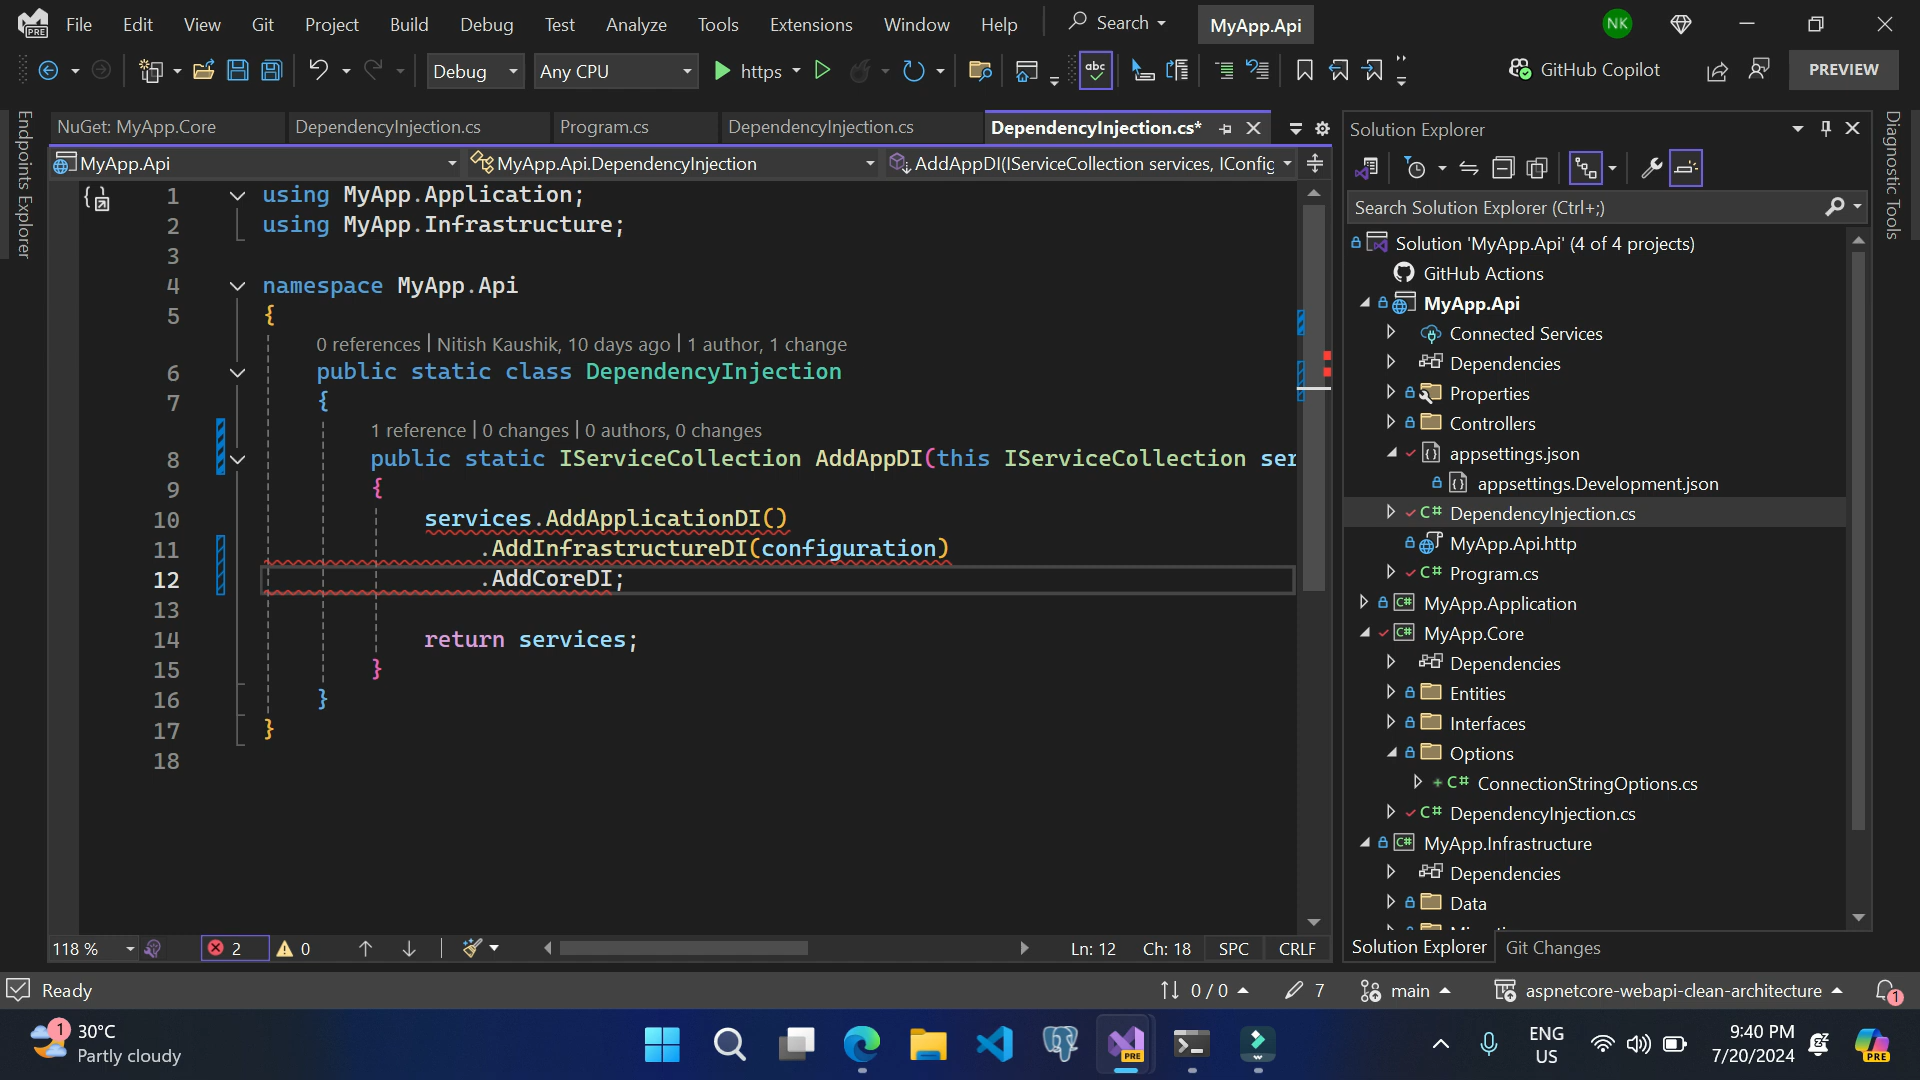 File Edit View Git Project Build Debug Test Analyze Tools Extensions Window Help Search MyApp.Api NK
PRE
Debug Any CPU https abc GitHub Copilot PREVIEW
Endpoints Explorer
NuGet: MyApp.Core DependencyInjection.cs Program.cs DependencyInjection.cs DependencyInjection.cs*
MyApp.Api MyApp.Api.DependencyInjection AddAppDI(IServiceCollection services, IConfig
1 using MyApp.Application;
2 using MyApp.Infrastructure;
3
4 namespace MyApp.Api
5 {
0 references | Nitish Kaushik, 10 days ago | 1 author, 1 change
6 public static class DependencyInjection
7 {
1 reference | 0 changes | 0 authors, 0 changes
8 public static IServiceCollection AddAppDI(this IServiceCollection ser
9 {
10 services.AddApplicationDI()
11 .AddInfrastructureDI(configuration)
12 .AddCoreDI;
13
14 return services;
15 }
16 }
17 }
18
118 % 2 0 Ln: 12 Ch: 18 SPC CRLF
Solution Explorer
Search Solution Explorer (Ctrl+;)
Solution 'MyApp.Api' (4 of 4 projects)
GitHub Actions
MyApp.Api
Connected Services
Dependencies
Properties
Controllers
appsettings.json
appsettings.Development.json
C# DependencyInjection.cs
MyApp.Api.http
C# Program.cs
C# MyApp.Application
C# MyApp.Core
Dependencies
Entities
Interfaces
Options
C# ConnectionStringOptions.cs
C# DependencyInjection.cs
C# MyApp.Infrastructure
Dependencies
Data
Solution Explorer Git Changes
Diagnostic Tools
Ready 0 / 0 7 main aspnetcore-webapi-clean-architecture 1
1 30°C
Partly cloudy
PRE
ENG
US
9:40 PM
7/20/2024
PRE